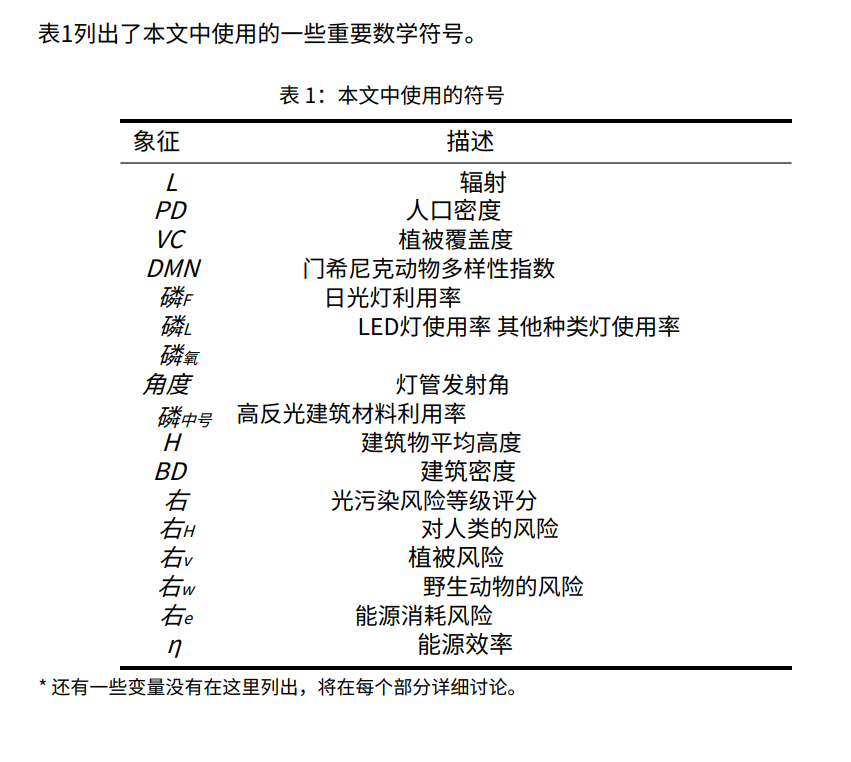 表1列出了本文中使用的一些重要数学符号。
表 1：本文中使用的符号
象征 描述
L 辐射
PD 人口密度
VC 植被覆盖度
DMN 门希尼克动物多样性指数
磷F 日光灯利用率
磷L LED灯使用率 其他种类灯使用率
磷氧
角度 灯管发射角
磷中号 高反光建筑材料利用率
H 建筑物平均高度
BD 建筑密度
右 光污染风险等级评分
右H 对人类的风险
右v 植被风险
右w 野生动物的风险
右e 能源消耗风险
η 能源效率
* 还有一些变量没有在这里列出，将在每个部分详细讨论。